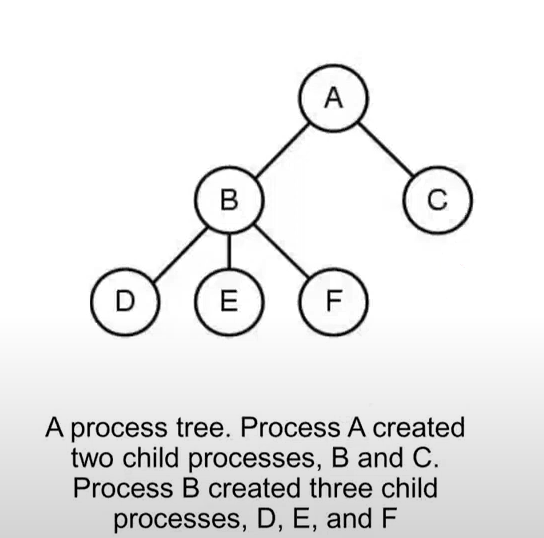 A
B
C
D
E
F
A process tree. Process A created
two child processes, B and C.
Process B created three child
processes, D, E, and F